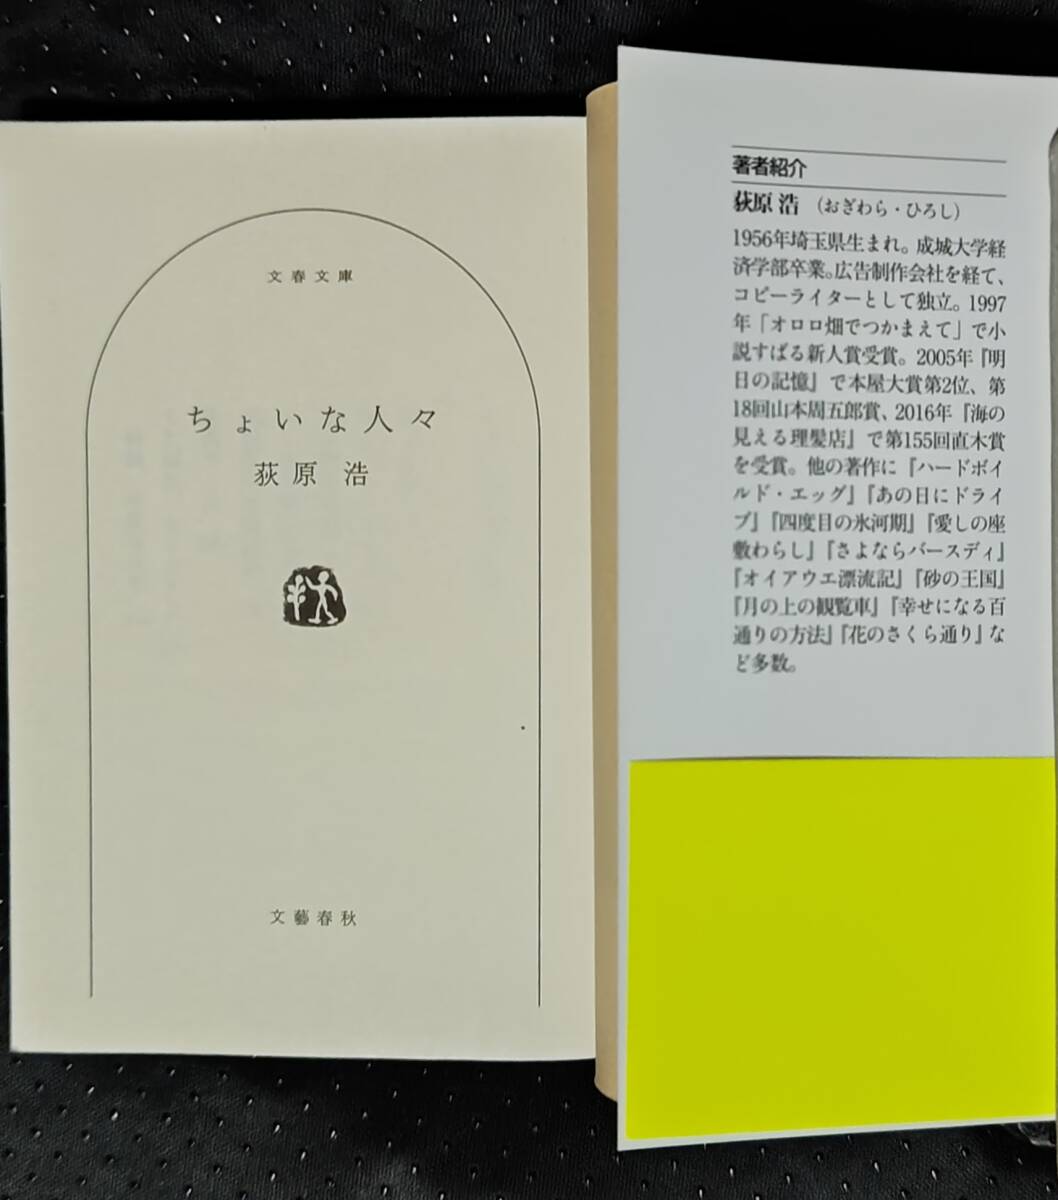 文春文庫
ちょいな人々
荻原 浩
文藝春秋
著者紹介
荻原 浩 (おぎわら・ひろし)
1956年埼玉県生まれ。成城大学経
済学部卒業。広告制作会社を経て、
コピーライターとして独立。1997
年「オロロ畑でつかまえて」で小
説すばる新人賞受賞。2005年『明
日の記憶』で本屋大賞第2位、第
18回山本周五郎賞、2016年『海の
見える理髪店』で第155回直木賞
を受賞。他の著作に『ハードボイ
ルド・エッグ』『あの日にドライ
ブ』『四度目の氷河期』『愛しの座
敷わらし』『さよならバースディ』
『オイアウエ漂流記』『砂の王国』
『月の上の観覧車』『幸せになる百
通りの方法』『花のさくら通り』な
ど多数。